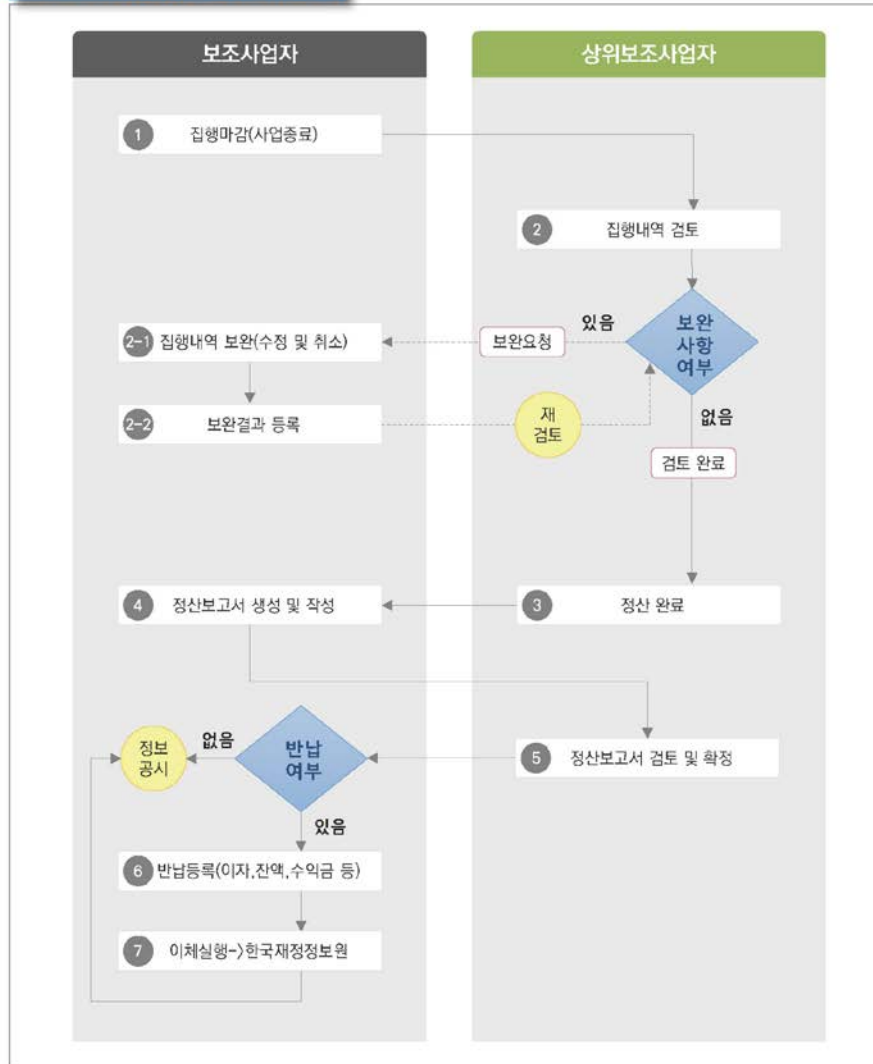 보조사업자
상위보조사업자
1 집행마감(사업종료)
2 집행내역 검토
보완
사항
여부
있음
보완요청
2-1 집행내역 보완(수정 및 취소)
2-2 보완결과 등록
재
검토
없음
검토 완료
3 정산 완료
4 정산보고서 생성 및 작성
5 정산보고서 검토 및 확정
반납
여부
없음
정보
공시
있음
6 반납등록(이자,잔액,수익금 등)
7 이체실행->한국재정정보원